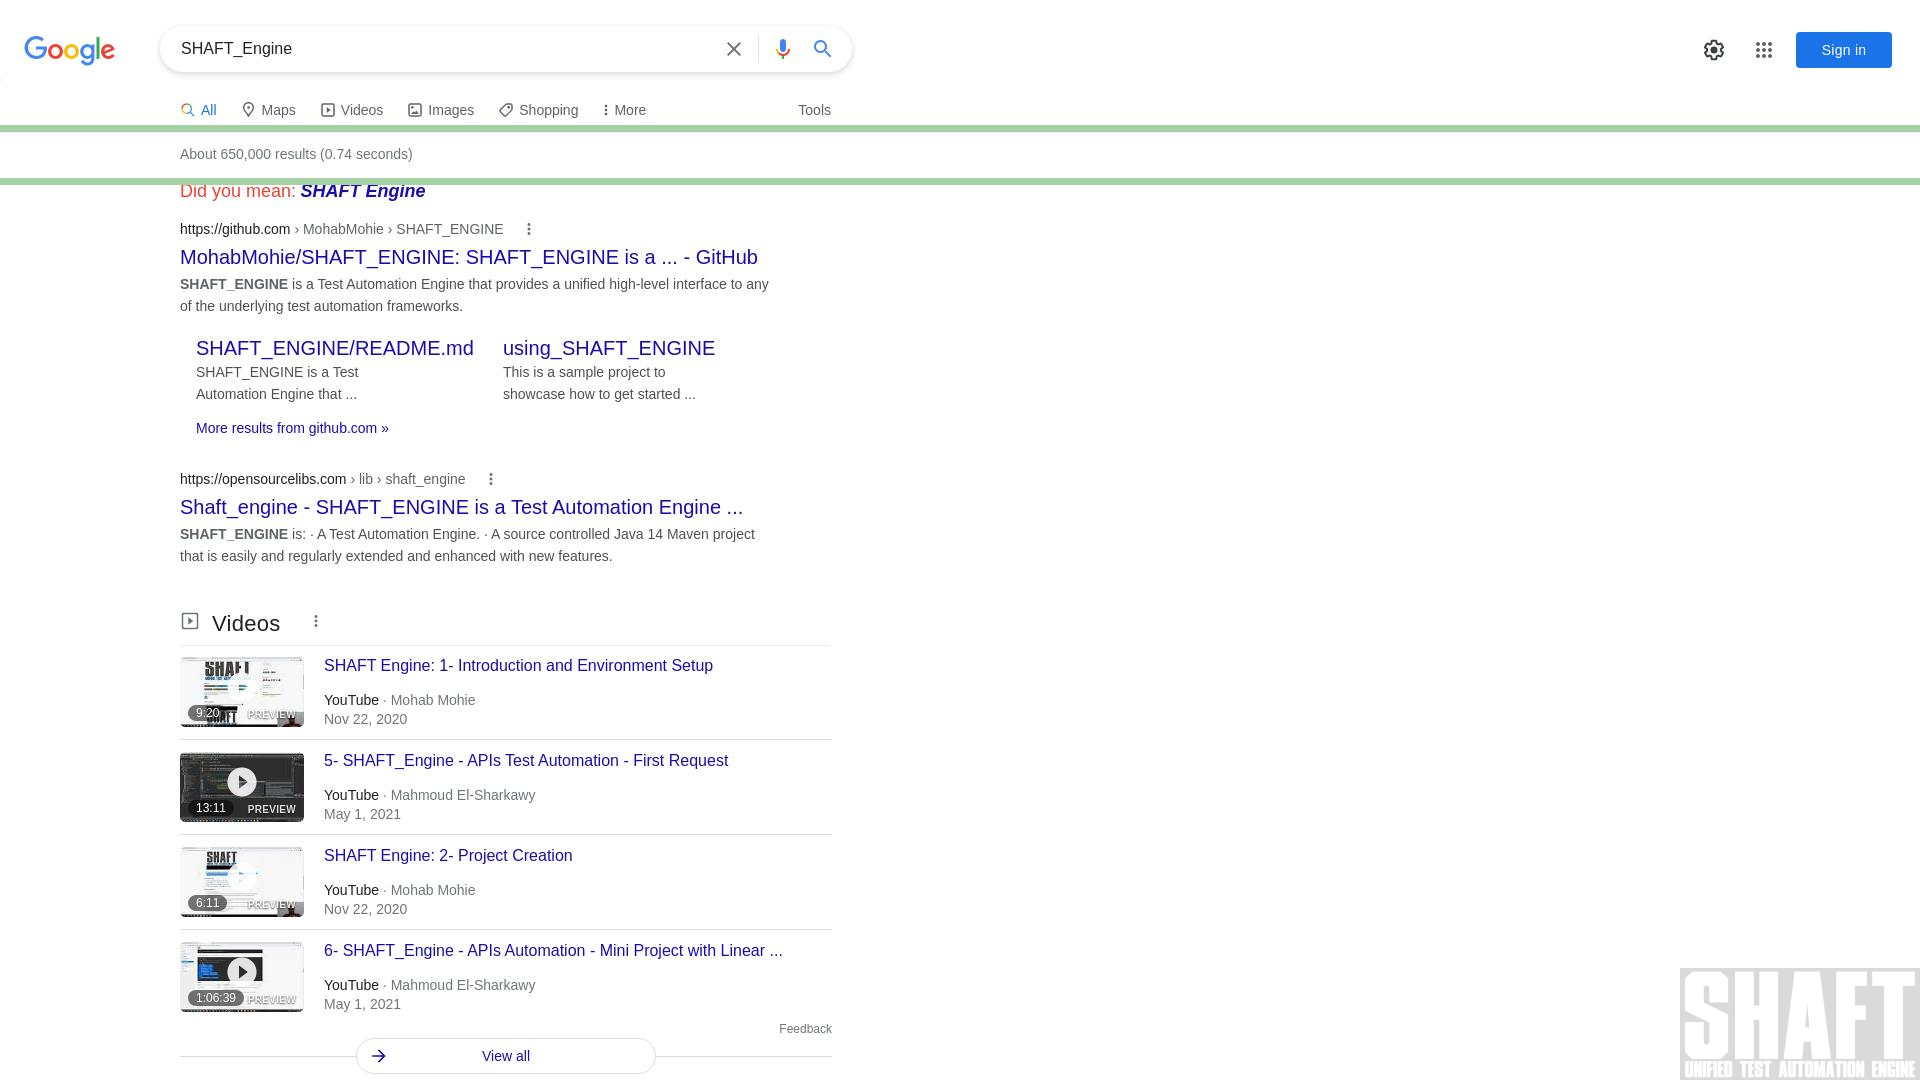 Google
SHAFT_Engine
Sign in
All Maps Videos Images Shopping More Tools
About 650,000 results (0.74 seconds)
Did you mean: SHAFT Engine
https://github.com › MohabMohie › SHAFT_ENGINE
MohabMohie/SHAFT_ENGINE: SHAFT_ENGINE is a ... - GitHub
SHAFT_ENGINE is a Test Automation Engine that provides a unified high-level interface to any
of the underlying test automation frameworks.
SHAFT_ENGINE/README.md
SHAFT_ENGINE is a Test
Automation Engine that ...
using_SHAFT_ENGINE
This is a sample project to
showcase how to get started ...
More results from github.com »
https://opensourcelibs.com › lib › shaft_engine
Shaft_engine - SHAFT_ENGINE is a Test Automation Engine ...
SHAFT_ENGINE is: · A Test Automation Engine. · A source controlled Java 14 Maven project
that is easily and regularly extended and enhanced with new features.
Videos
SHAFT
9:20 PREVIEW
SHAFT Engine: 1- Introduction and Environment Setup
YouTube · Mohab Mohie
Nov 22, 2020
13:11 PREVIEW
5- SHAFT_Engine - APIs Test Automation - First Request
YouTube · Mahmoud El-Sharkawy
May 1, 2021
SHAFT
6:11 PREVIEW
SHAFT Engine: 2- Project Creation
YouTube · Mohab Mohie
Nov 22, 2020
1:06:39 PREVIEW
6- SHAFT_Engine - APIs Automation - Mini Project with Linear ...
YouTube · Mahmoud El-Sharkawy
May 1, 2021
Feedback
View all
SHAFT
UNIFIED TEST AUTOMATION ENGINE